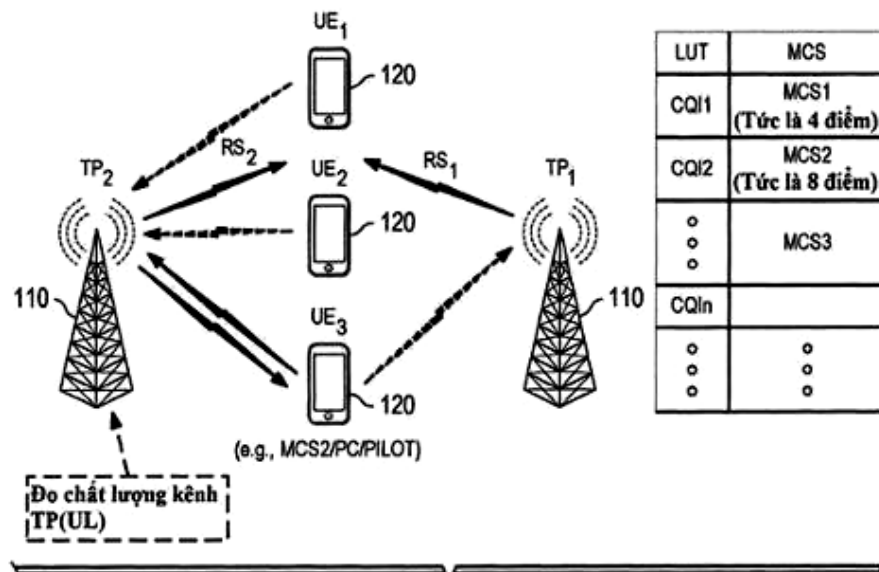 UE1
120
RS2
TP2
RS1
TP1
UE2
120
110
110
UE3
120
(e.g., MCS2/PC/PILOT)
Đo chất lượng kênh
TP(UL)
LUT MCS
CQI1 MCS1
(Tức là 4 điểm)
CQI2 MCS2
(Tức là 8 điểm)
MCS3
CQIn